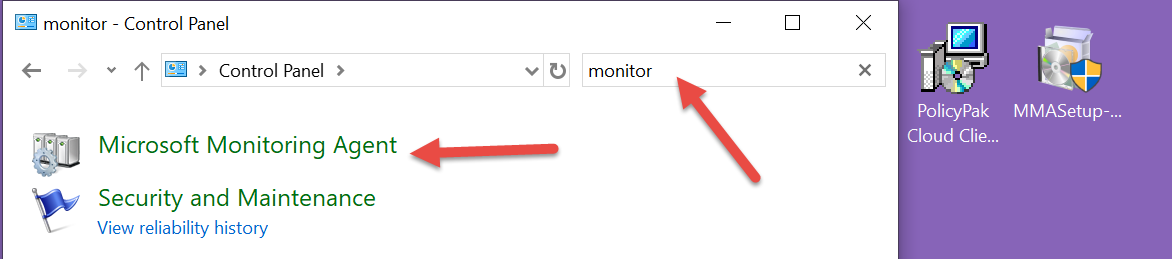 monitor - Control Panel
Control Panel
monitor
Microsoft Monitoring Agent
Security and Maintenance
View reliability history
PolicyPak
Cloud Clie...
MMASetup-...